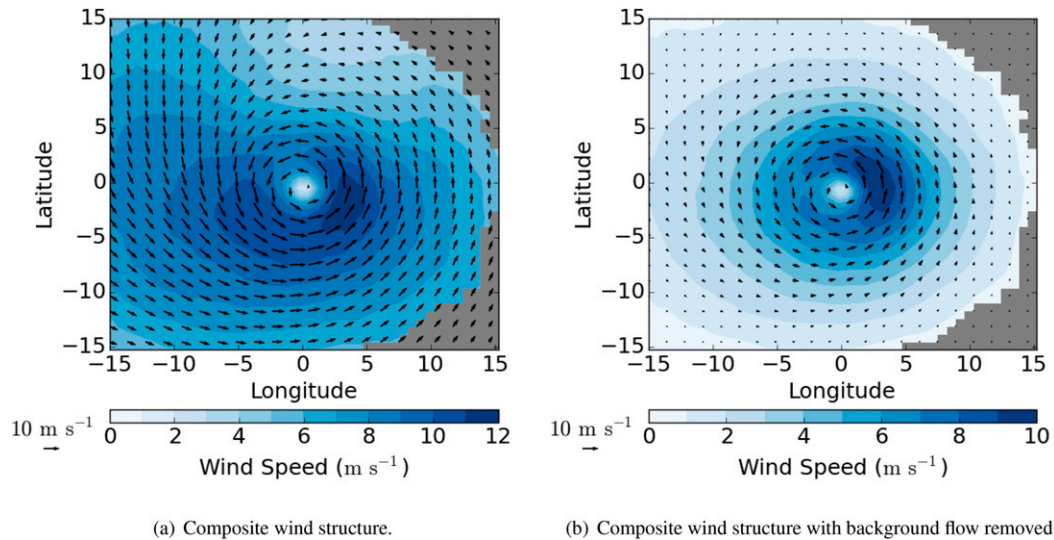 15
10
5
0
−5
−10
−15
Latitude
−15 −10 −5 0 5 10 15
Longitude
10 m s⁻¹
0 2 4 6 8 10 12
Wind Speed (m s⁻¹)
(a) Composite wind structure.
15
10
5
0
−5
−10
−15
Latitude
−15 −10 −5 0 5 10 15
Longitude
10 m s⁻¹
0 2 4 6 8 10
Wind Speed (m s⁻¹)
(b) Composite wind structure with background flow removed